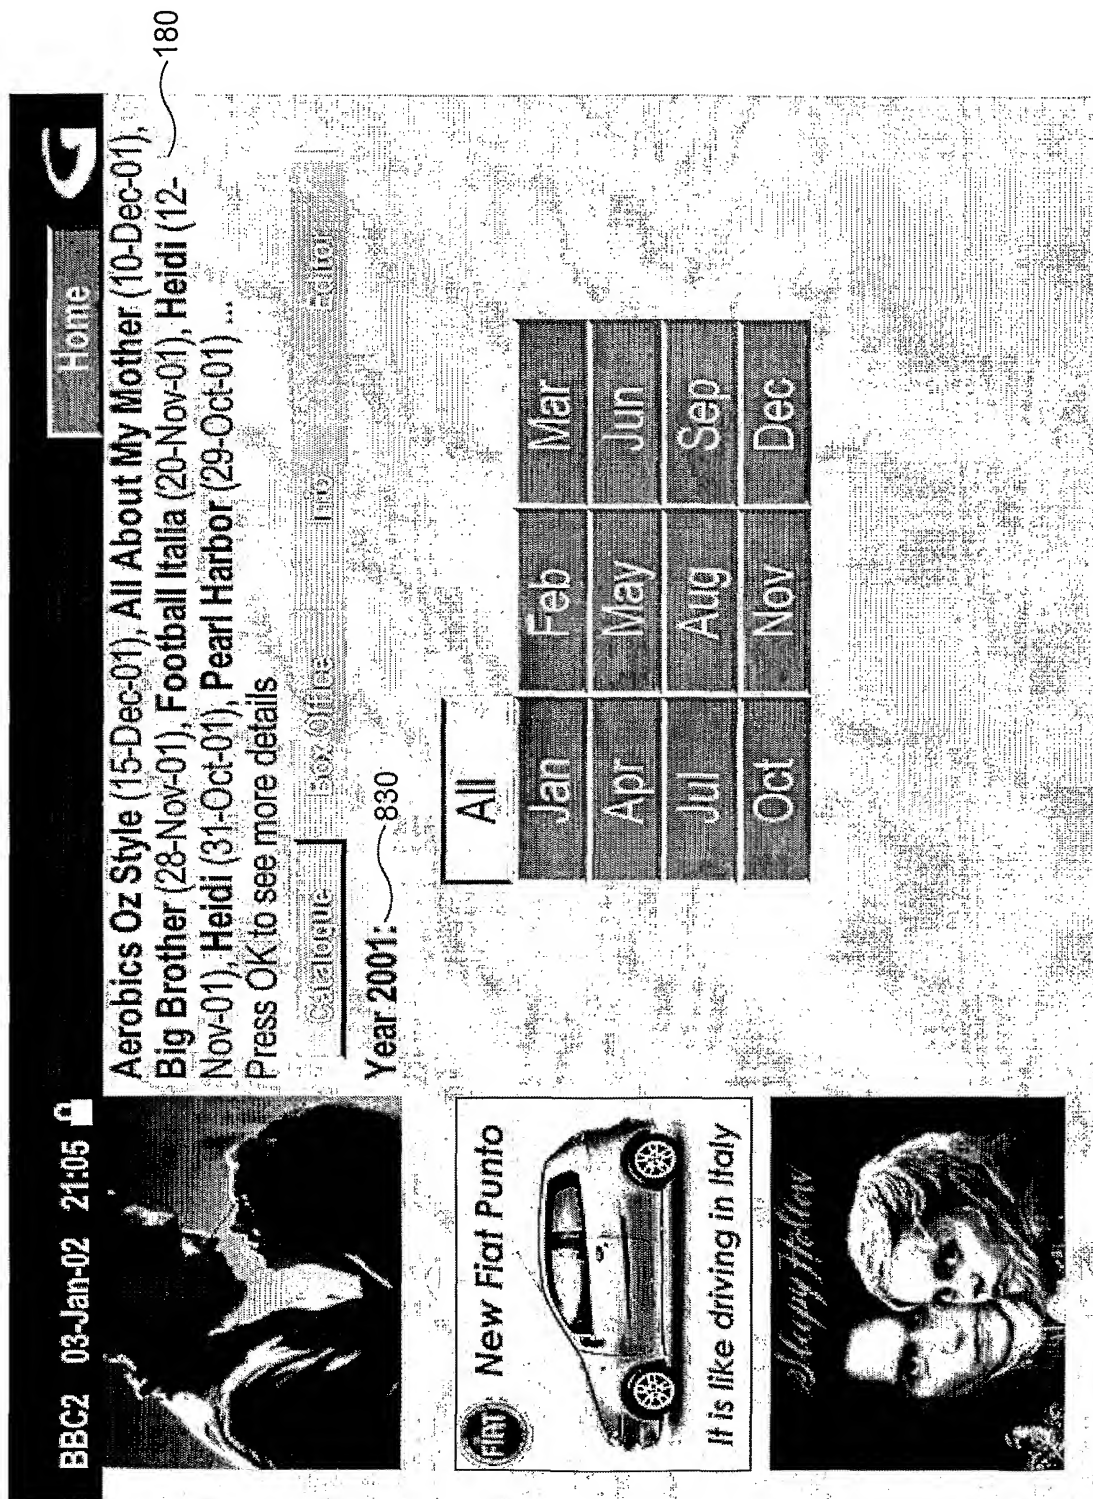 BBC2 03-Jan-02 21:05
Home
Aerobics Oz Style (15-Dec-01), All About My Mother (10-Dec-01),
Big Brother (28-Nov-01), Football Italia (20-Nov-01), Heidi (12-
Nov-01), Heidi (31-Oct-01), Pearl Harbor (29-Oct-01) ...
Press OK to see more details
180
Catalogue Box Office Info Editor
Year 2001:
830
All
Jan Feb Mar
Apr May Jun
Jul Aug Sep
Oct Nov Dec
FIAT New Fiat Punto
It is like driving in Italy
Sleepy Hollow